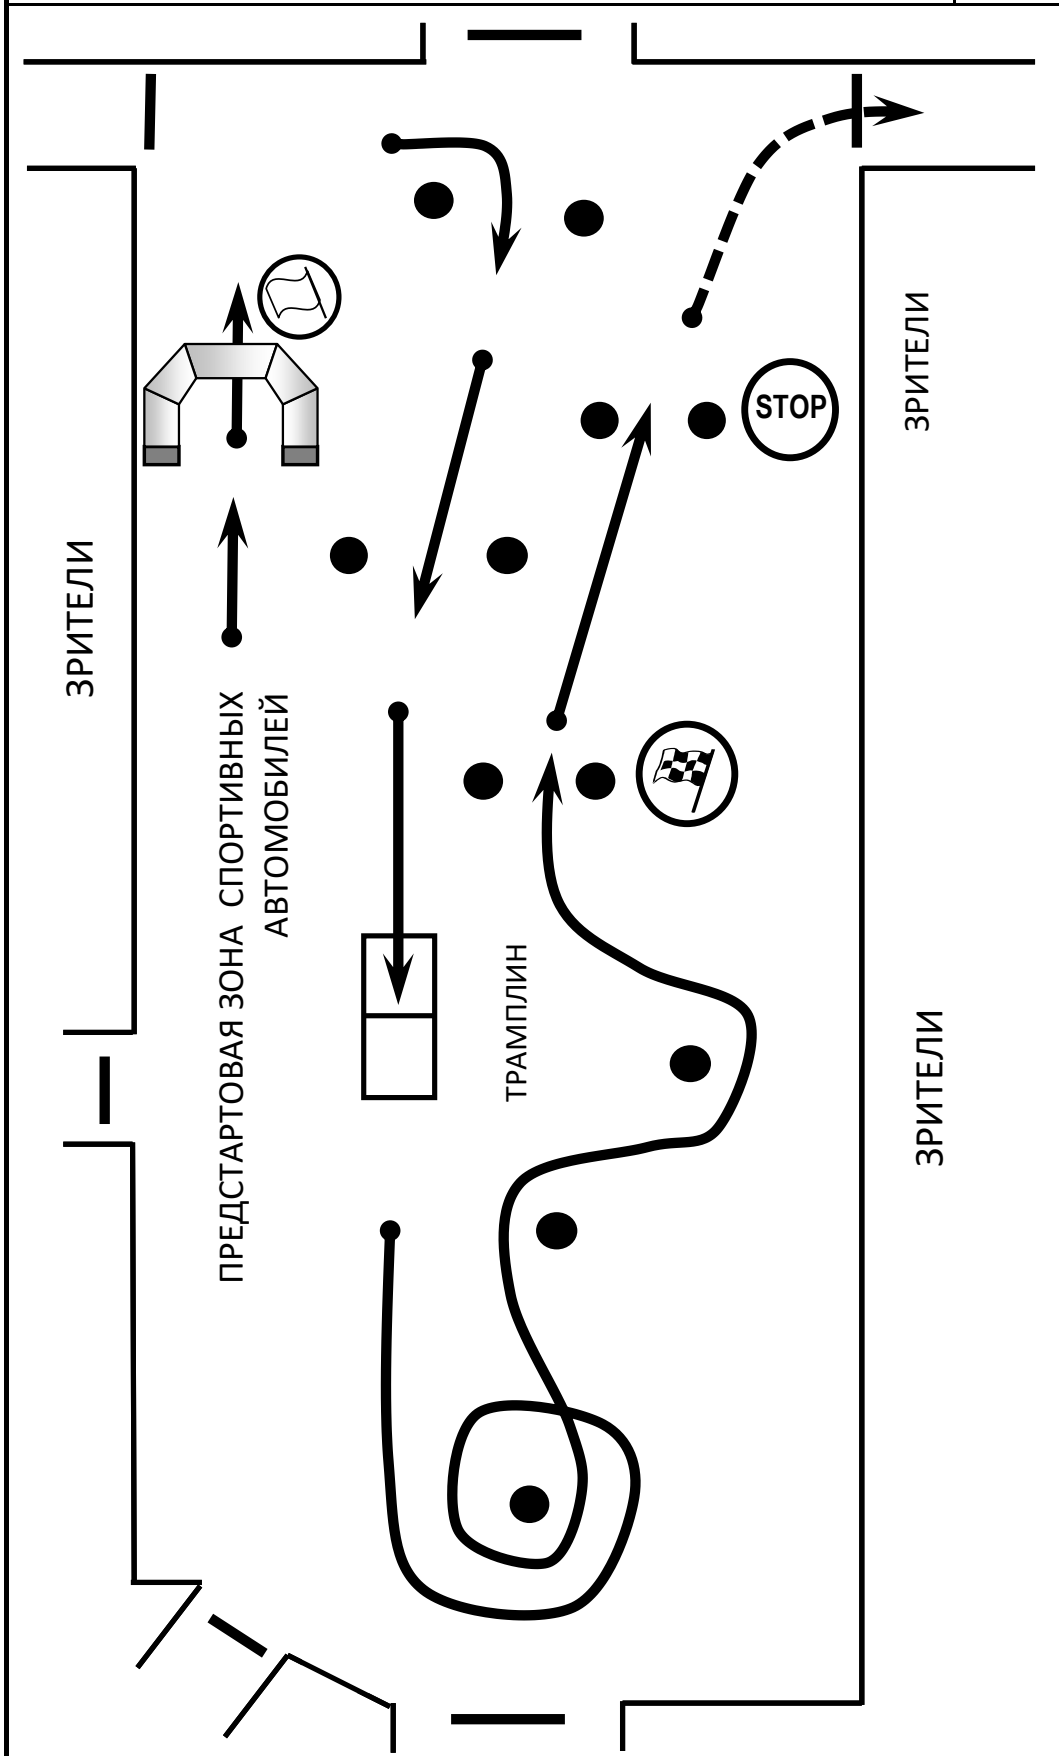 ЗРИТЕЛИ
STOP
ЗРИТЕЛИ
ПРЕДСТАРТОВАЯ ЗОНА СПОРТИВНЫХ
АВТОМОБИЛЕЙ
ТРАМПЛИН
ЗРИТЕЛИ